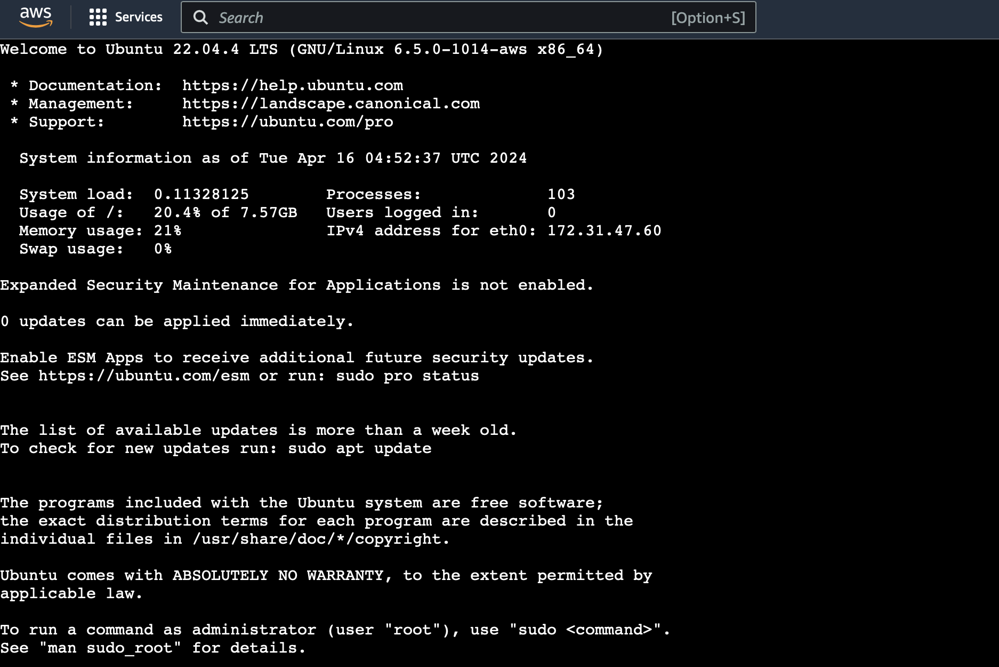 aws Services Search [Option+S]
Welcome to Ubuntu 22.04.4 LTS (GNU/Linux 6.5.0-1014-aws x86_64)
* Documentation: https://help.ubuntu.com
* Management: https://landscape.canonical.com
* Support: https://ubuntu.com/pro
System information as of Tue Apr 16 04:52:37 UTC 2024
System load: 0.11328125 Processes: 103
Usage of /: 20.4% of 7.57GB Users logged in: 0
Memory usage: 21% IPv4 address for eth0: 172.31.47.60
Swap usage: 0%
Expanded Security Maintenance for Applications is not enabled.
0 updates can be applied immediately.
Enable ESM Apps to receive additional future security updates.
See https://ubuntu.com/esm or run: sudo pro status
The list of available updates is more than a week old.
To check for new updates run: sudo apt update
The programs included with the Ubuntu system are free software;
the exact distribution terms for each program are described in the
individual files in /usr/share/doc/*/copyright.
Ubuntu comes with ABSOLUTELY NO WARRANTY, to the extent permitted by
applicable law.
To run a command as administrator (user "root"), use "sudo <command>".
See "man sudo_root" for details.